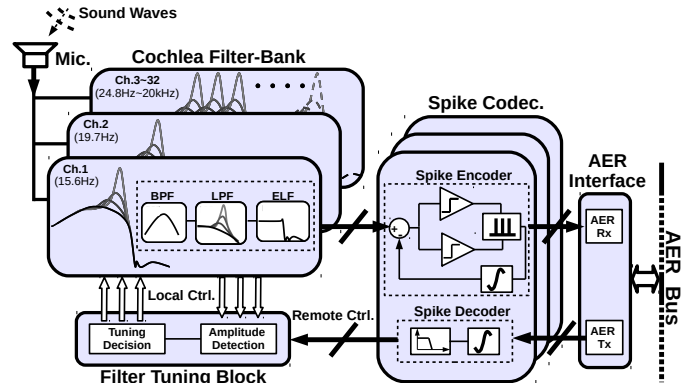 Sound Waves
Mic.
Cochlea Filter-Bank
Ch.3~32
(24.8Hz~20kHz)
Ch.2
(19.7Hz)
Ch.1
(15.6Hz)
BPF
LPF
ELF
Spike Codec.
Spike Encoder
+
-
AER
Interface
AER
Rx
AER Bus
Local Ctrl.
Remote Ctrl.
Spike Decoder
AER
Tx
Tuning
Decision
Amplitude
Detection
Filter Tuning Block